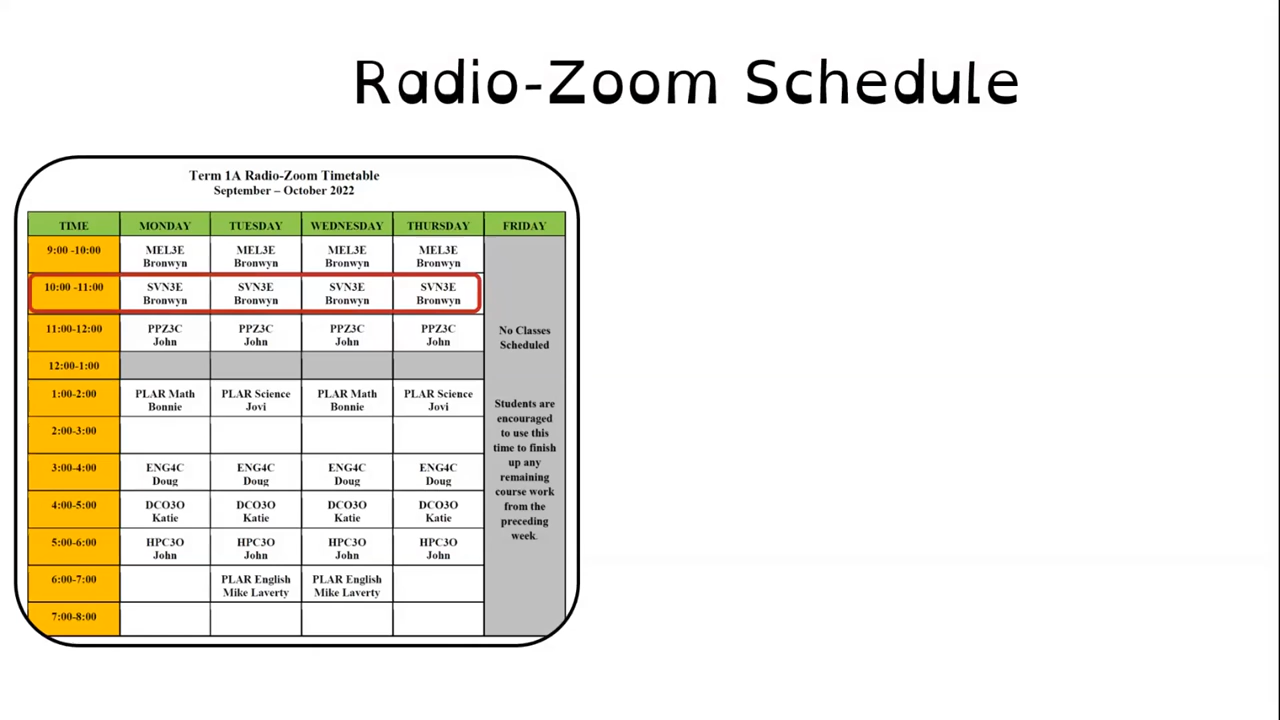 Radio-Zoom Schedule
Term 1A Radio-Zoom Timetable
September – October 2022
TIME MONDAY TUESDAY WEDNESDAY THURSDAY FRIDAY
9:00 -10:00 MEL3E MEL3E MEL3E MEL3E
Bronwyn Bronwyn Bronwyn Bronwyn
10:00 -11:00 SVN3E SVN3E SVN3E SVN3E
Bronwyn Bronwyn Bronwyn Bronwyn
11:00-12:00 PPZ3C PPZ3C PPZ3C PPZ3C
John John John John
12:00-1:00
1:00-2:00 PLAR Math PLAR Science PLAR Math PLAR Science
Bonnie Jovi Bonnie Jovi
2:00-3:00
3:00-4:00 ENG4C ENG4C ENG4C ENG4C
Doug Doug Doug Doug
4:00-5:00 DCO3O DCO3O DCO3O DCO3O
Katie Katie Katie Katie
5:00-6:00 HPC3O HPC3O HPC3O HPC3O
John John John John
6:00-7:00 PLAR English PLAR English
Mike Laverty Mike Laverty
7:00-8:00
No Classes
Scheduled
Students are
encouraged
to use this
time to finish
up any
remaining
course work
from the
preceding
week.